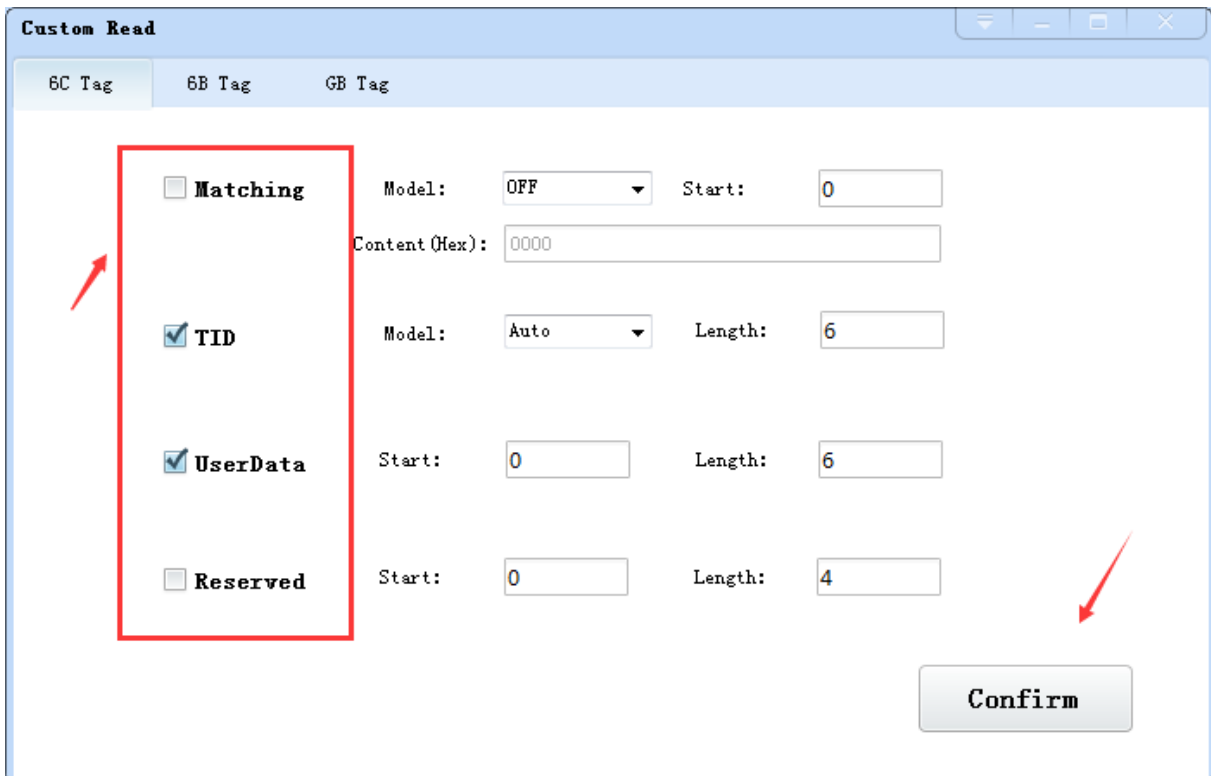 Custom Read
6C Tag 6B Tag GB Tag
Matching Model: OFF Start: 0
Content(Hex): 0000
TID Model: Auto Length: 6
UserData Start: 0 Length: 6
Reserved Start: 0 Length: 4
Confirm